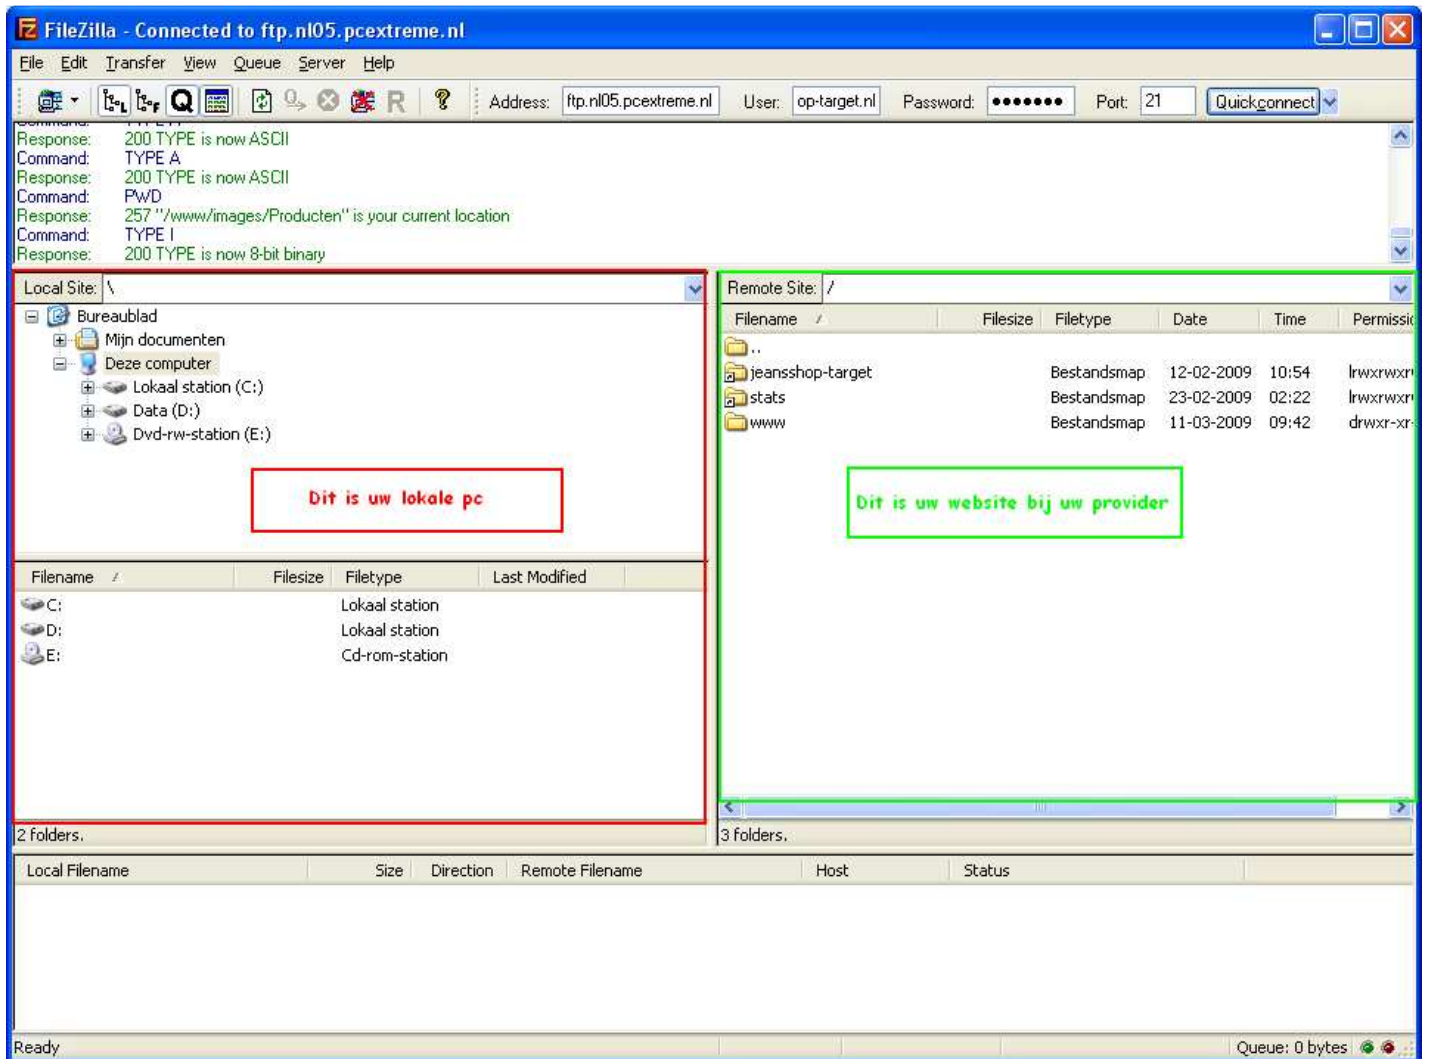 FileZilla - Connected to ftp.nl05.pcextreme.nl
File Edit Transfer View Queue Server Help
Address: ftp.nl05.pcextreme.nl User: op-target.nl Password: ●●●●●●● Port: 21 Quickconnect
Response: 200 TYPE is now ASCII
Command: TYPE A
Response: 200 TYPE is now ASCII
Command: PWD
Response: 257 "/www/images/Producten" is your current location
Command: TYPE I
Response: 200 TYPE is now 8-bit binary
Local Site: \
Bureaublad
Mijn documenten
Deze computer
Lokaal station (C:)
Data (D:)
Dvd-rw-station (E:)
Dit is uw lokale pc
Filename / Filesize Filetype Last Modified
C: Lokaal station
D: Lokaal station
E: Cd-rom-station
2 folders.
Remote Site: /
Filename / Filesize Filetype Date Time Permissic
..
jeansshop-target Bestandsmap 12-02-2009 10:54 lrwxrwxr
stats Bestandsmap 23-02-2009 02:22 lrwxrwxr
www Bestandsmap 11-03-2009 09:42 drwxr-xr-
Dit is uw website bij uw provider
3 folders.
Local Filename Size Direction Remote Filename Host Status
Ready Queue: 0 bytes